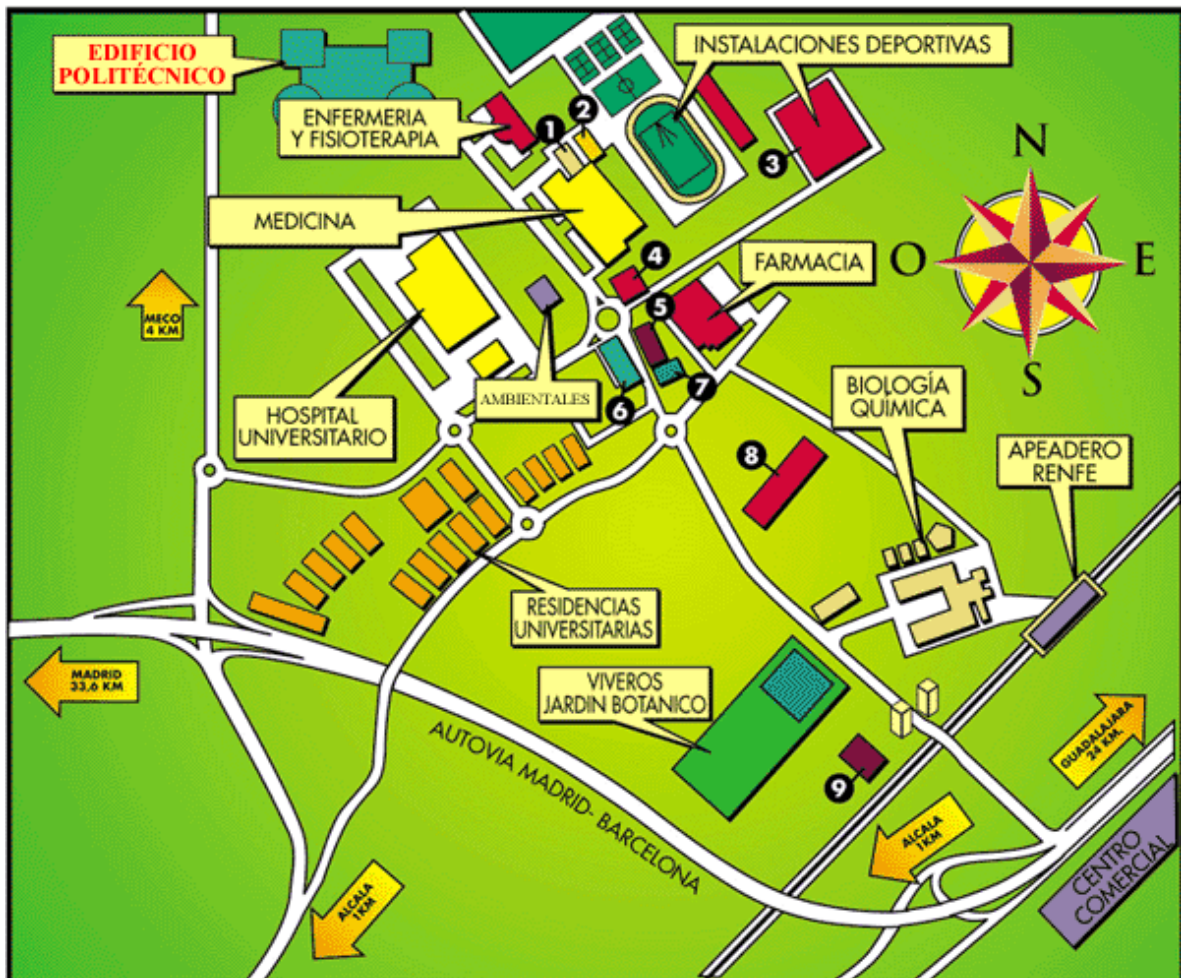 EDIFICIO
POLITÉCNICO
INSTALACIONES DEPORTIVAS
ENFERMERIA
Y FISIOTERAPIA
1
2
3
MEDICINA
N
O
E
S
4
FARMACIA
5
MECO
4 KM
HOSPITAL
UNIVERSITARIO
AMBIENTALES
6
7
BIOLOGÍA
QUÍMICA
8
APEADERO
RENFE
RESIDENCIAS
UNIVERSITARIAS
MADRID
33,6 KM
VIVEROS
JARDIN BOTANICO
AUTOVIA MADRID- BARCELONA
9
GUADALAJARA
24 KM.
ALCALA
1KM
ALCALA
1KM
CENTRO
COMERCIAL